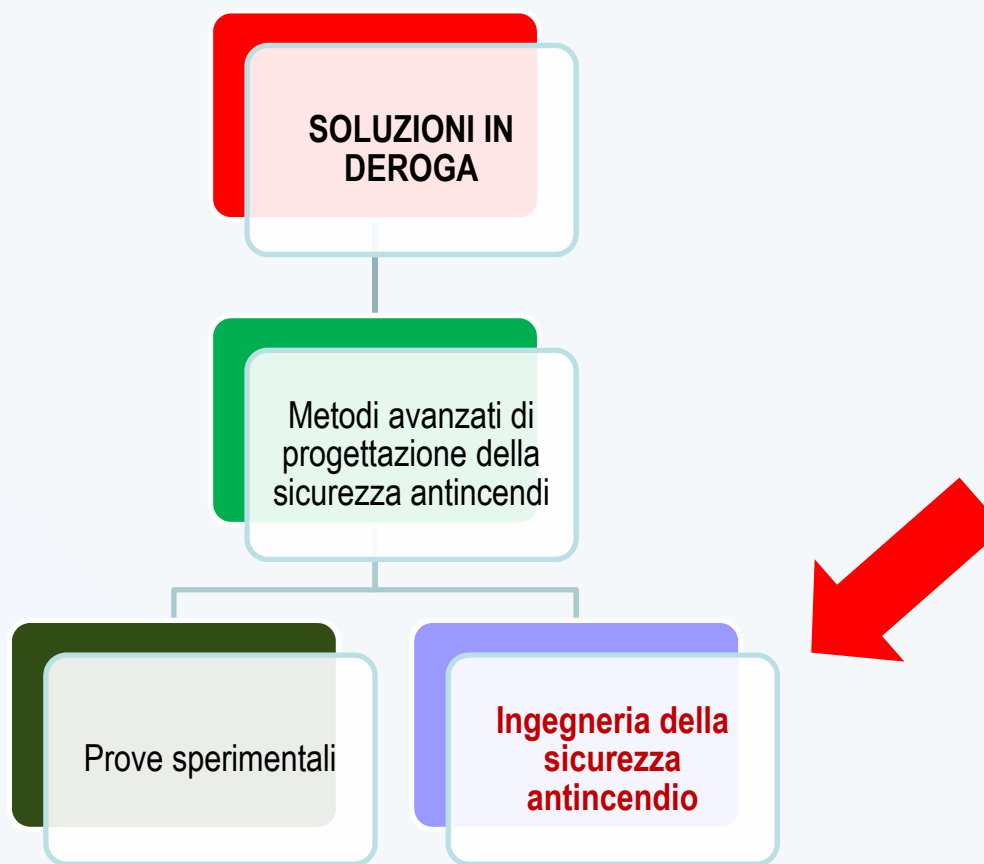 SOLUZIONI IN
DEROGA
Metodi avanzati di
progettazione della
sicurezza antincendi
Prove sperimentali
Ingegneria della
sicurezza
antincendio